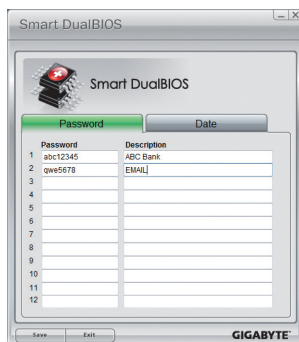 Smart DualBIOS
Smart DualBIOS
Password Date
Password Description
1 abc12345 ABC Bank
2 qwe5678 EMAIL
3
4
5
6
7
8
9
10
11
12
Save Exit GIGABYTE™